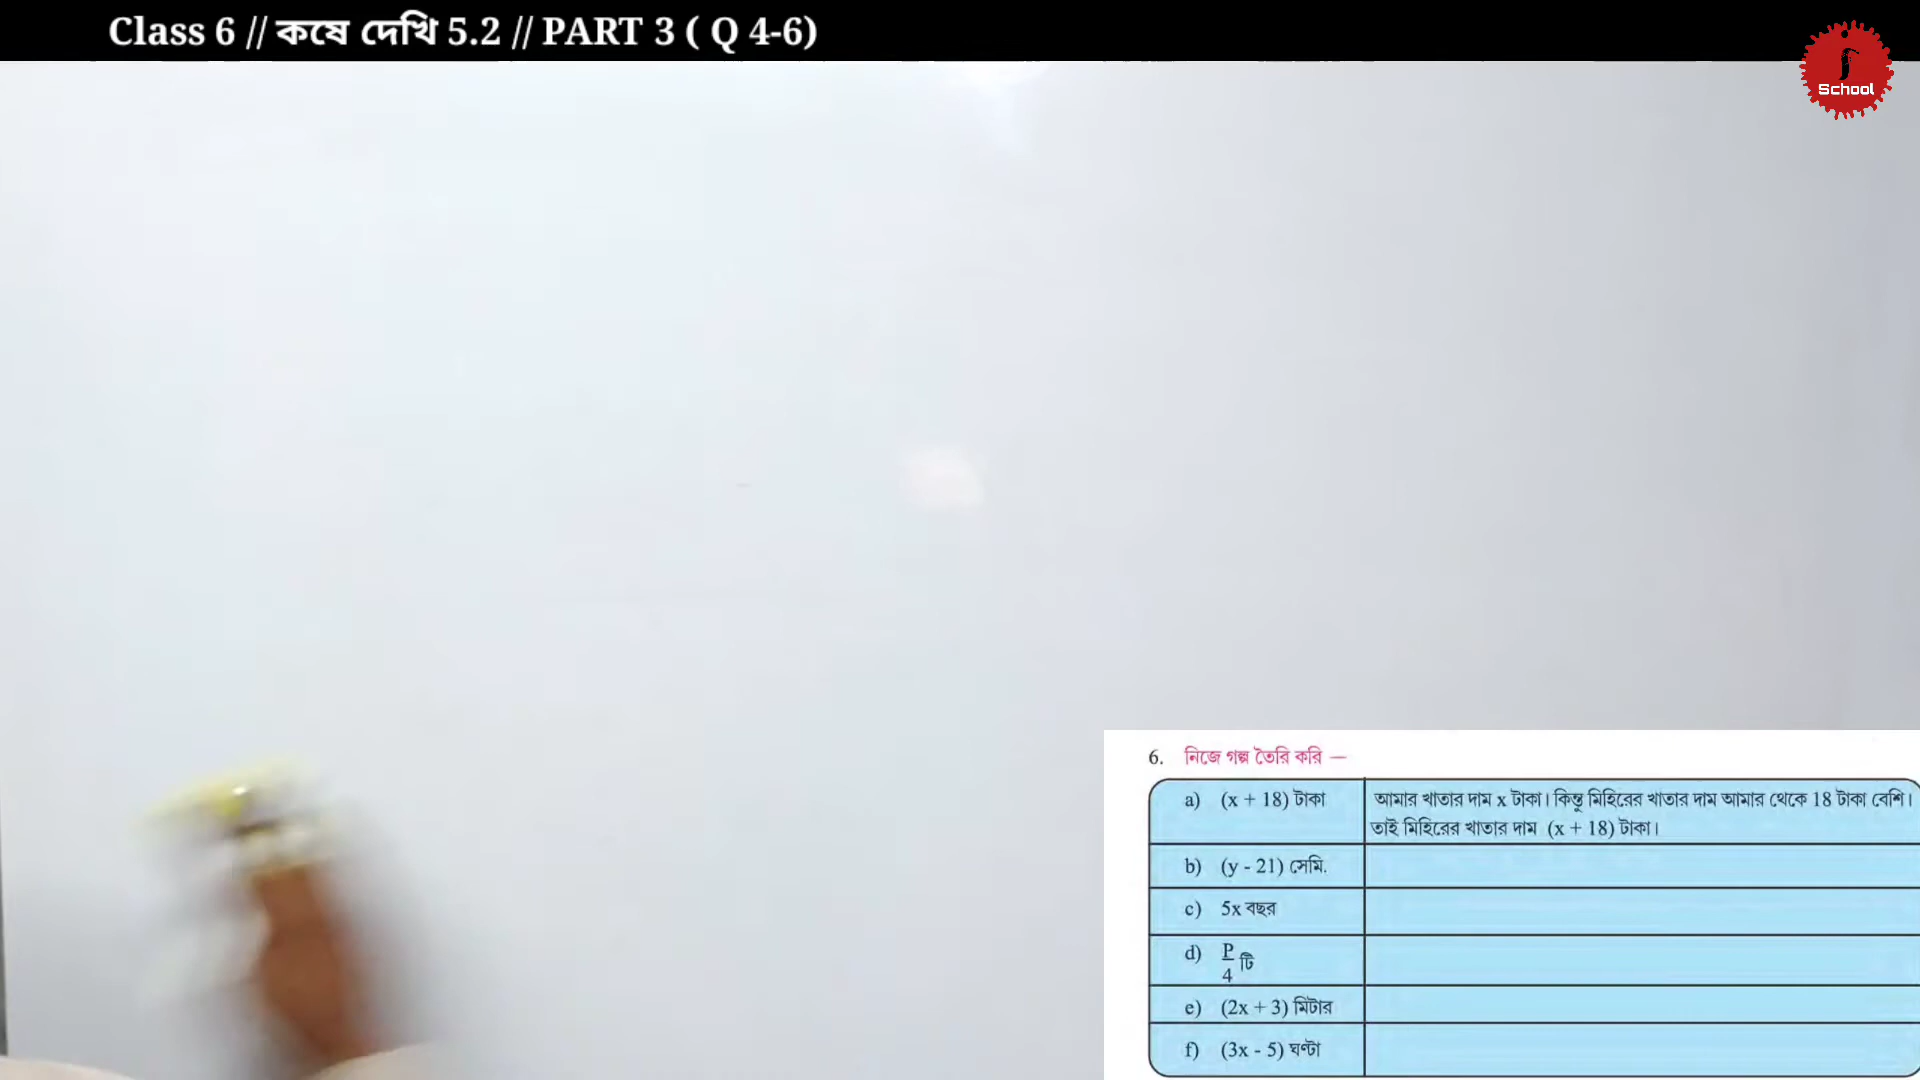 Class 6 // কষে দেখি 5.2 // PART 3 ( Q 4-6)
School
6. নিজে গল্প তৈরি করি —
a) (x + 18) টাকা
আমার খাতার দাম x টাকা। কিন্তু মিহিরের খাতার দাম আমার থেকে 18 টাকা বেশি।
তাই মিহিরের খাতার দাম (x + 18) টাকা।
b) (y - 21) সেমি.
c) 5x বছর
d) P/4 টি
e) (2x + 3) মিটার
f) (3x - 5) ঘণ্টা